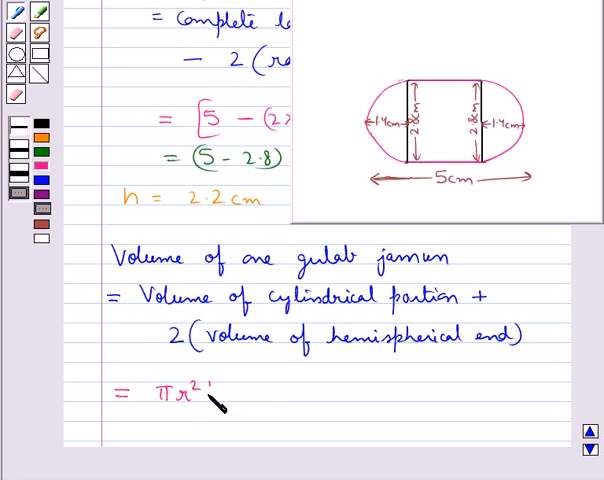 = Complete lo
- 2 (ra
= [5 - (2×
= (5 - 2.8)
h = 2.2 cm
1.4cm
2.8cm
2.8cm
1.4cm
5cm
Volume of one gulab jamun
= Volume of cylindrical portion +
2 (volume of hemispherical end)
= πr²